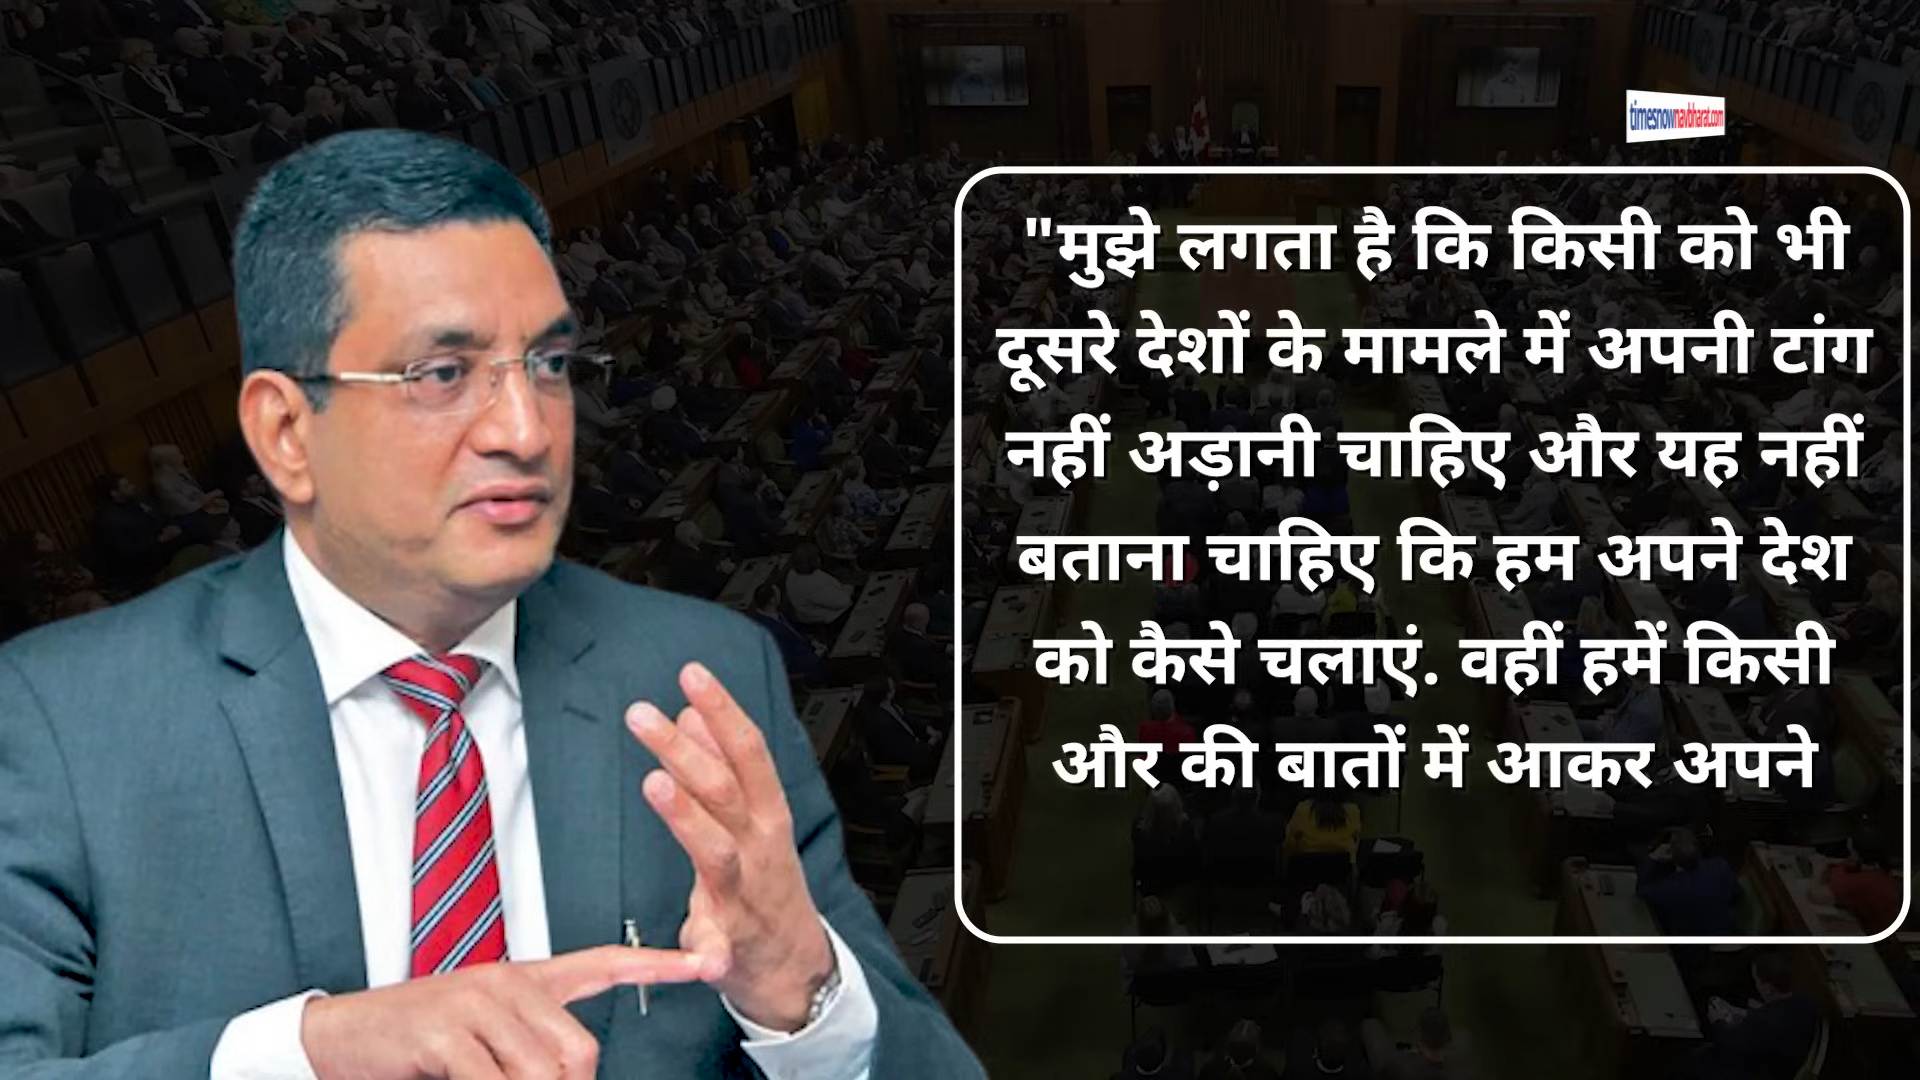 timesnownavbharat.com
"मुझे लगता है कि किसी को भी
दूसरे देशों के मामले में अपनी टांग
नहीं अड़ानी चाहिए और यह नहीं
बताना चाहिए कि हम अपने देश
को कैसे चलाएं. वहीं हमें किसी
और की बातों में आकर अपने